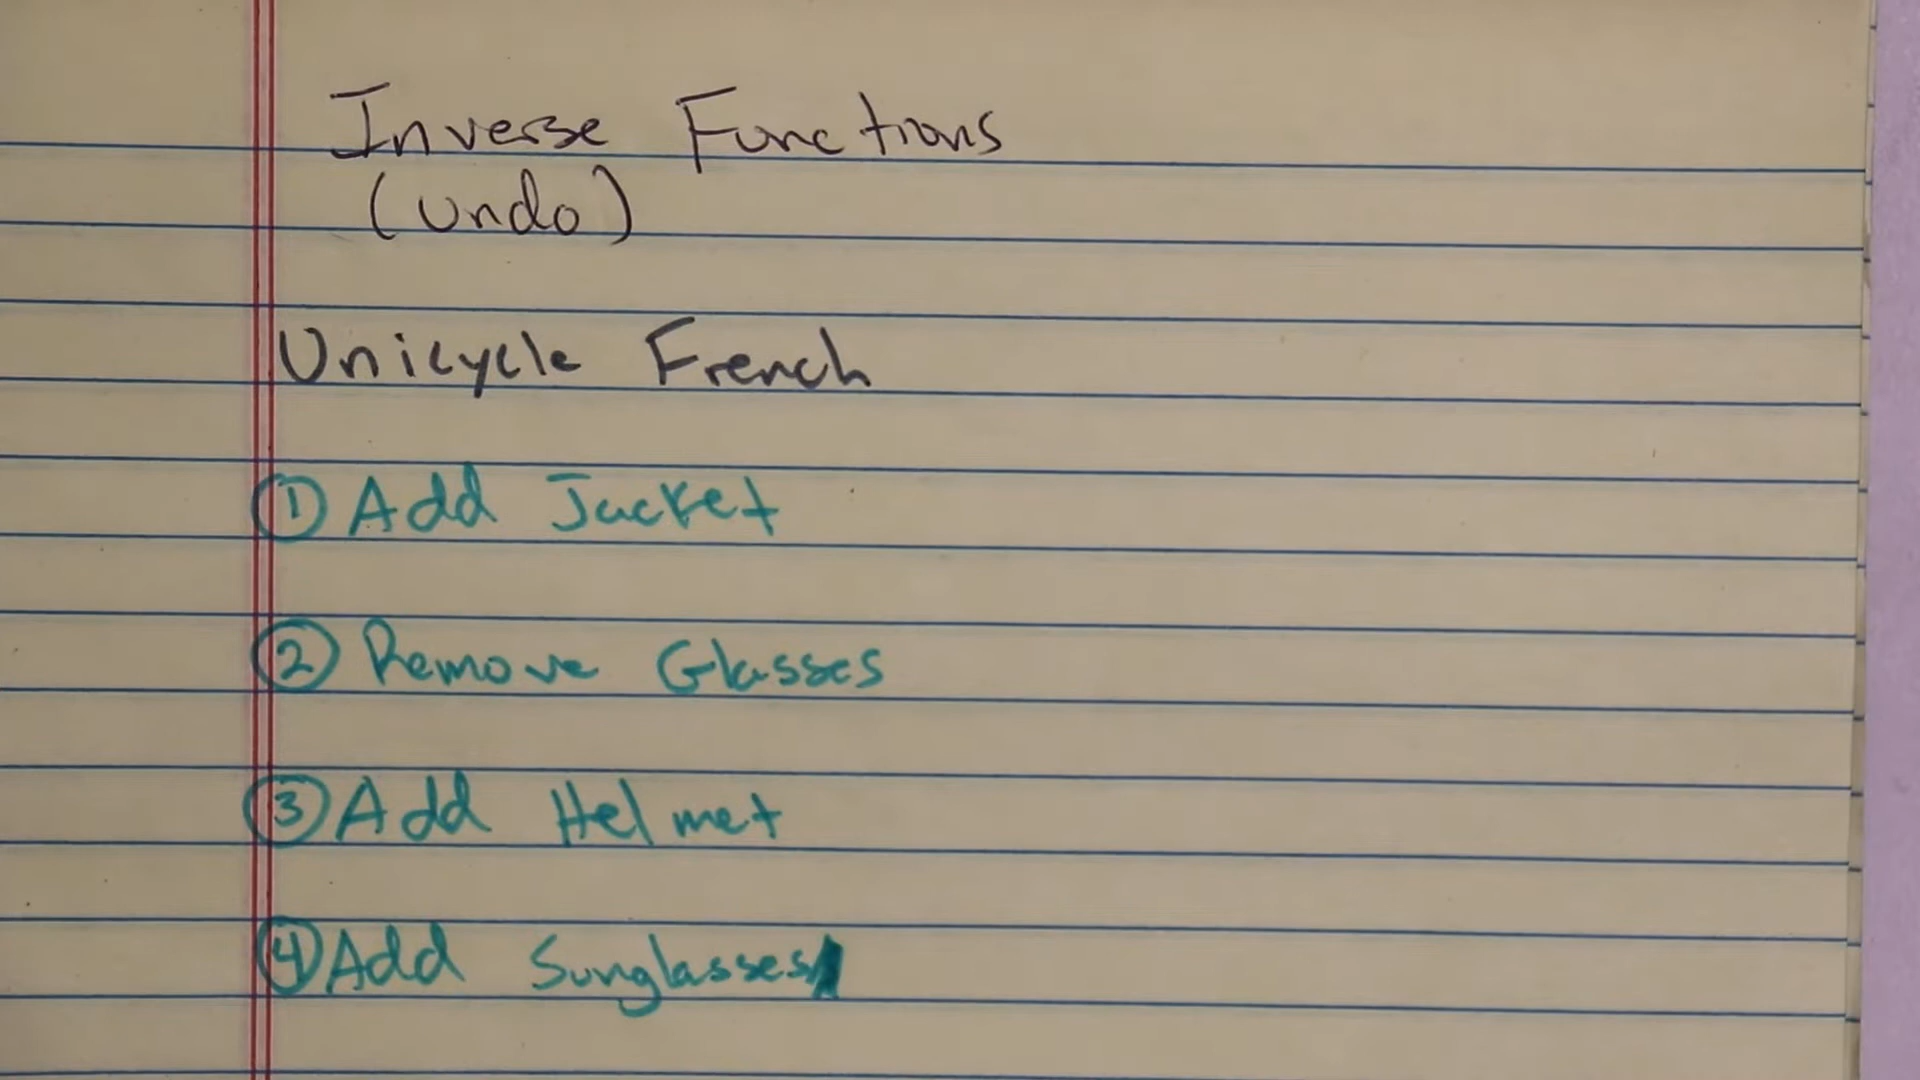 Inverse Functions
(undo)
Unicycle French
① Add Jacket
② Remove Glasses
③ Add Helmet
④ Add Sunglasses